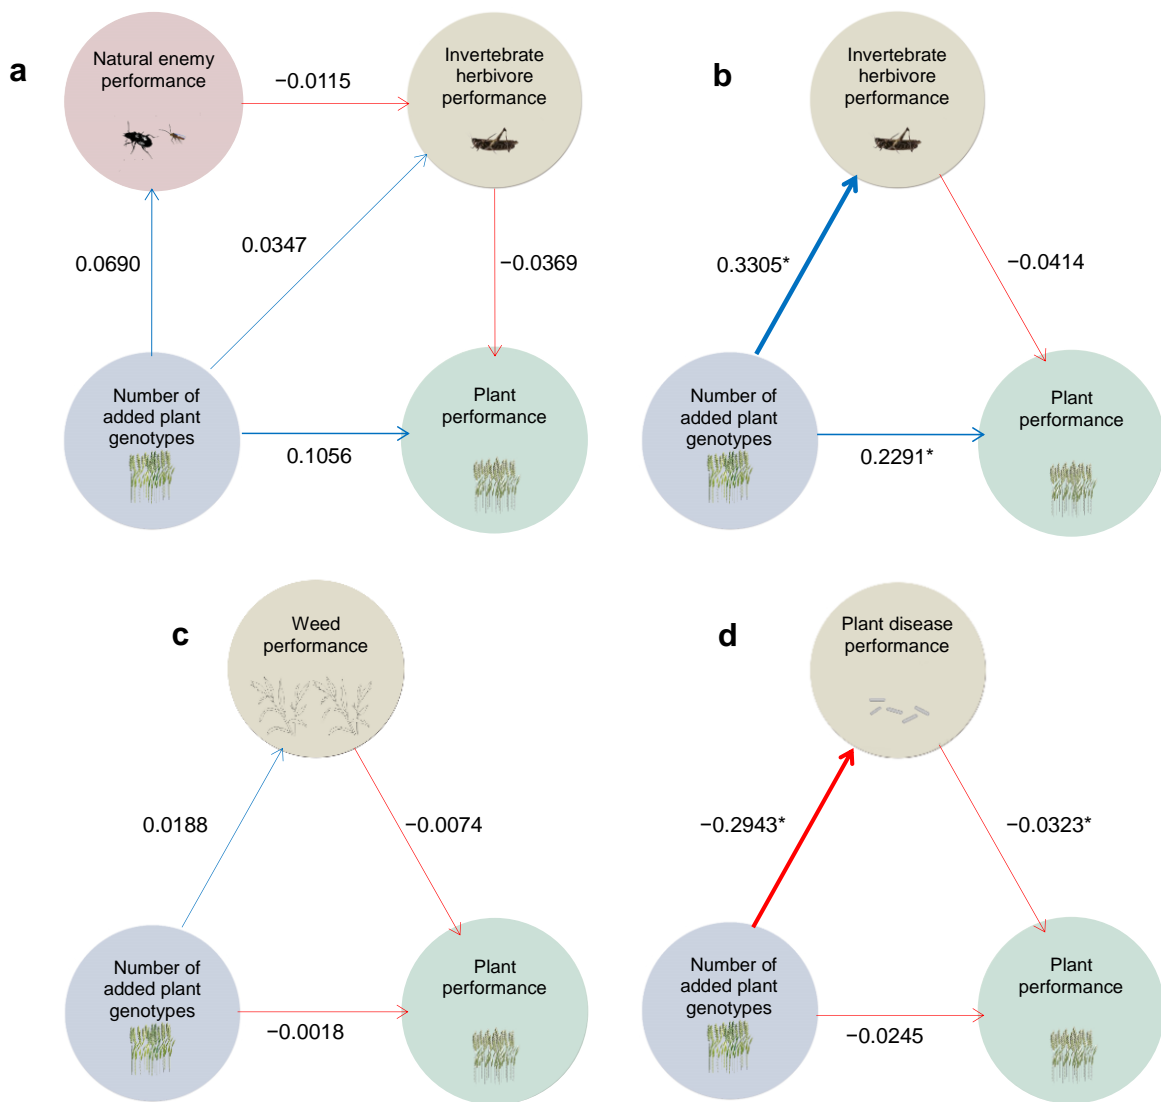 a
Natural enemy
performance
−0.0115
Invertebrate
herbivore
performance
0.0690
0.0347
−0.0369
Number of
added plant
genotypes
0.1056
Plant
performance
b
Invertebrate
herbivore
performance
0.3305*
−0.0414
Number of
added plant
genotypes
0.2291*
Plant
performance
c
Weed
performance
0.0188
−0.0074
Number of
added plant
genotypes
−0.0018
Plant
performance
d
Plant disease
performance
−0.2943*
−0.0323*
Number of
added plant
genotypes
−0.0245
Plant
performance